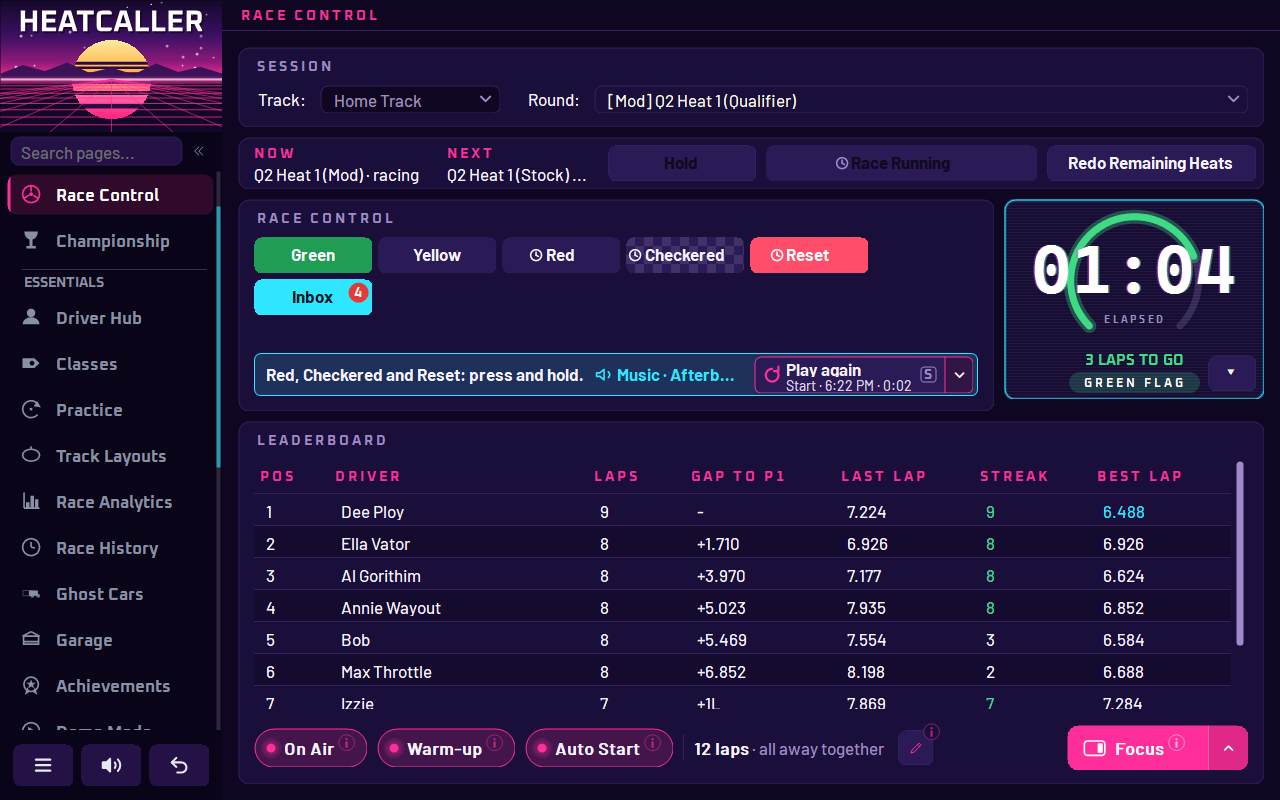 HEATCALLER
RACE CONTROL
SESSION
Track: Home Track Round: [Mod] Q2 Heat 1 (Qualifier)
Search pages...
Race Control
Championship
ESSENTIALS
Driver Hub
Classes
Practice
Track Layouts
Race Analytics
Race History
Ghost Cars
Garage
Achievements
Demo Mode
NOW
Q2 Heat 1 (Mod) · racing
NEXT
Q2 Heat 1 (Stock) ...
Hold
Race Running
Redo Remaining Heats
RACE CONTROL
Green Yellow Red Checkered Reset
Inbox 4
Red, Checkered and Reset: press and hold. Music · Afterb...
Play again
Start · 6:22 PM · 0:02
S
01:04
ELAPSED
3 LAPS TO GO
GREEN FLAG
LEADERBOARD
POS DRIVER LAPS GAP TO P1 LAST LAP STREAK BEST LAP
1 Dee Ploy 9 - 7.224 9 6.488
2 Ella Vator 8 +1.710 6.926 8 6.926
3 Al Gorithim 8 +3.970 7.177 8 6.624
4 Annie Wayout 8 +5.023 7.935 8 6.852
5 Bob 8 +5.469 7.554 3 6.584
6 Max Throttle 8 +6.852 8.198 2 6.688
7 Izzie 7 +1L 7.869 7 7.284
On Air Warm-up Auto Start 12 laps · all away together Focus